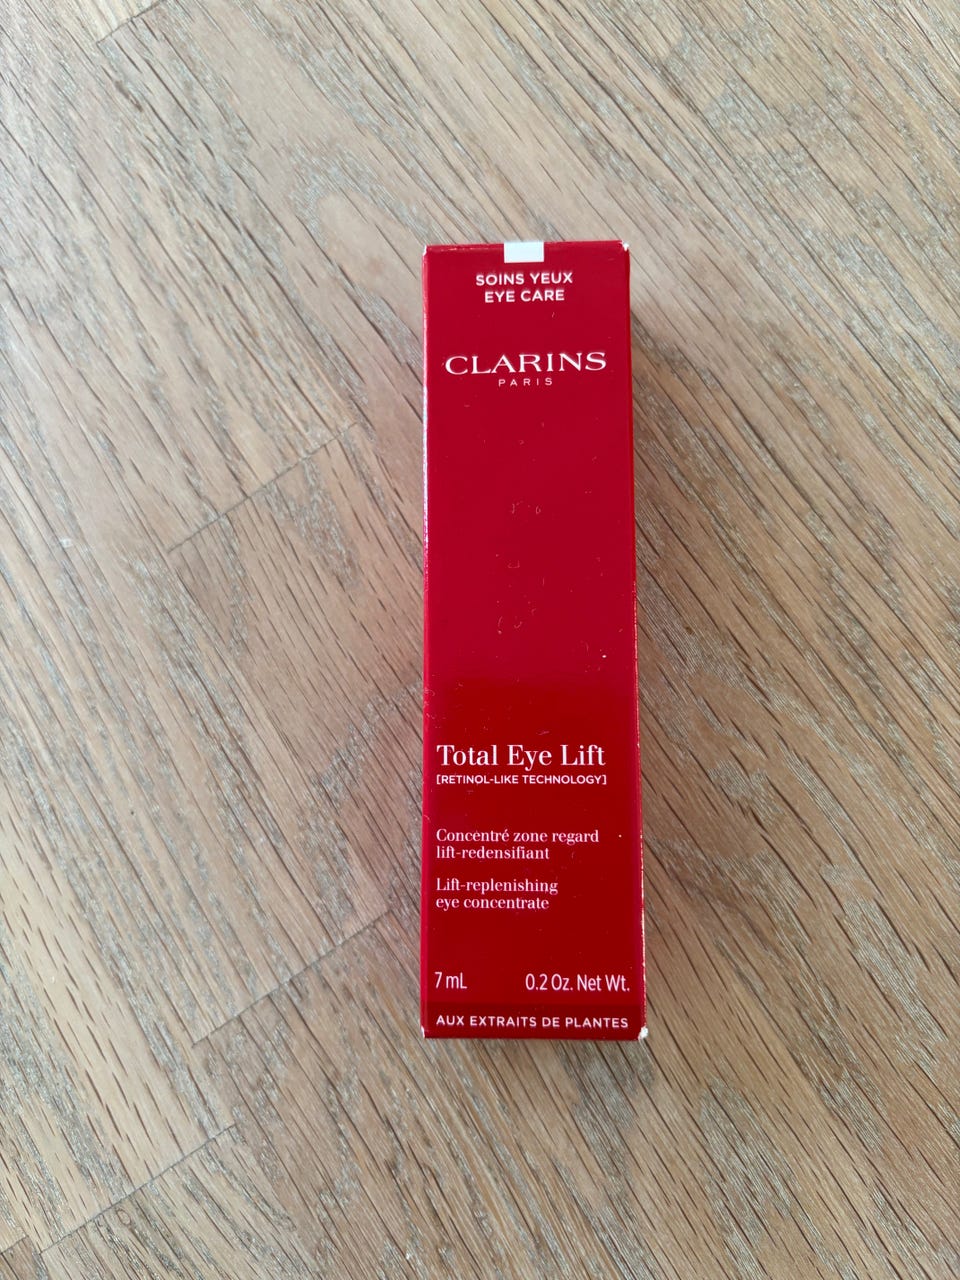 SOINS YEUX
EYE CARE
CLARINS
PARIS
Total Eye Lift
[RETINOL-LIKE TECHNOLOGY]
Concentré zone regard
lift-redensifiant
Lift-replenishing
eye concentrate
7 mL 0.2 Oz. Net Wt.
AUX EXTRAITS DE PLANTES